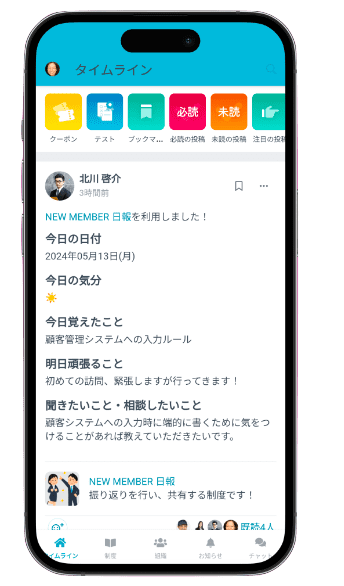 タイムライン
必読 未読
クーポン テスト ブックマ... 必読の投稿 未読の投稿 注目の投稿
北川 啓介
3時間前
NEW MEMBER 日報を利用しました！
今日の日付
2024年05月13日(月)
今日の気分
今日覚えたこと
顧客管理システムへの入力ルール
明日頑張ること
初めての訪問、緊張しますが行ってきます！
聞きたいこと・相談したいこと
顧客システムへの入力時に端的に書くために気をつ
けることがあれば教えていただきたいです。
NEW MEMBER 日報
振り返りを行い、共有する制度です！
既読4人
タイムライン 制度 組織 お知らせ チャット